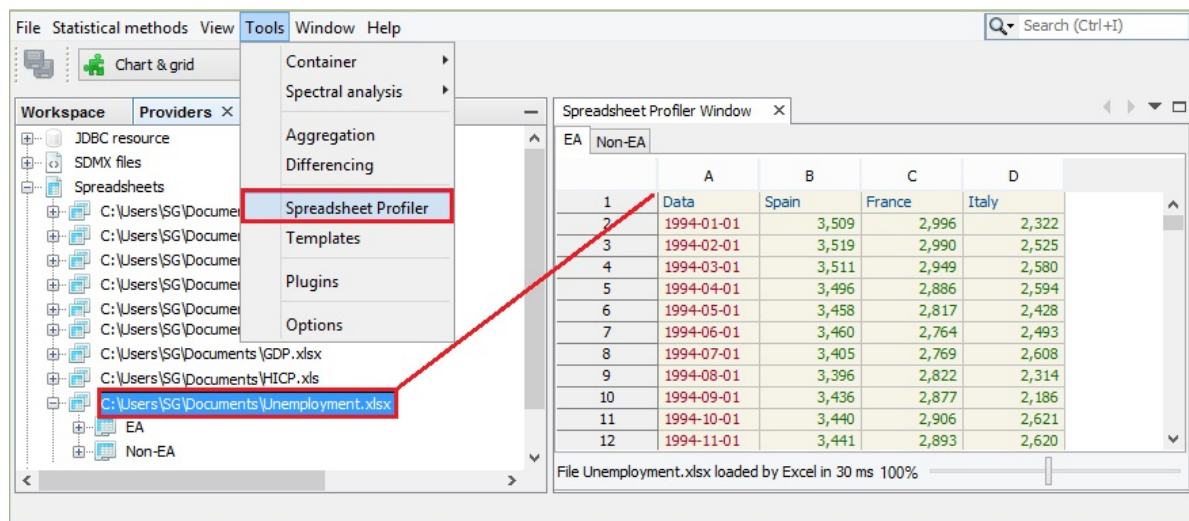 File Statistical methods View Tools Window Help
Search (Ctrl+I)
Chart & grid
Container
Spectral analysis
Aggregation
Differencing
Spreadsheet Profiler
Templates
Plugins
Options
Workspace Providers
JDBC resource
SDMX files
Spreadsheets
C:\Users\SG\Documen
C:\Users\SG\Documen
C:\Users\SG\Documen
C:\Users\SG\Documen
C:\Users\SG\Documen
C:\Users\SG\Documen
C:\Users\SG\Documents\GDP.xlsx
C:\Users\SG\Documents\HICP.xls
C:\Users\SG\Documents\Unemployment.xlsx
EA
Non-EA
Spreadsheet Profiler Window
EA Non-EA
A B C D
1 Data Spain France Italy
2 1994-01-01 3,509 2,996 2,322
3 1994-02-01 3,519 2,990 2,525
4 1994-03-01 3,511 2,949 2,580
5 1994-04-01 3,496 2,886 2,594
6 1994-05-01 3,458 2,817 2,428
7 1994-06-01 3,460 2,764 2,493
8 1994-07-01 3,405 2,769 2,608
9 1994-08-01 3,396 2,822 2,314
10 1994-09-01 3,436 2,877 2,186
11 1994-10-01 3,440 2,906 2,621
12 1994-11-01 3,441 2,893 2,620
File Unemployment.xlsx loaded by Excel in 30 ms 100%